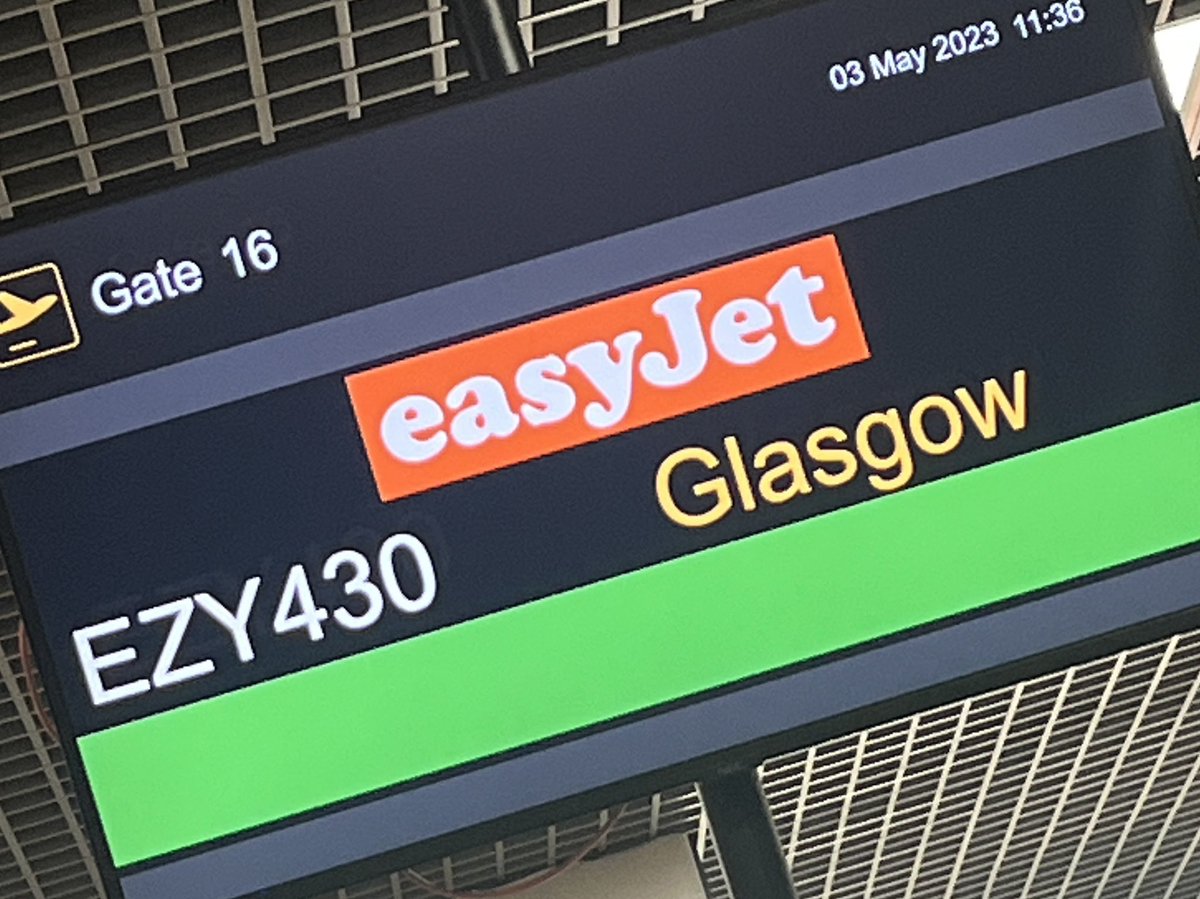 03 May 2023 11:36
Gate 16
easyJet
EZY430 Glasgow